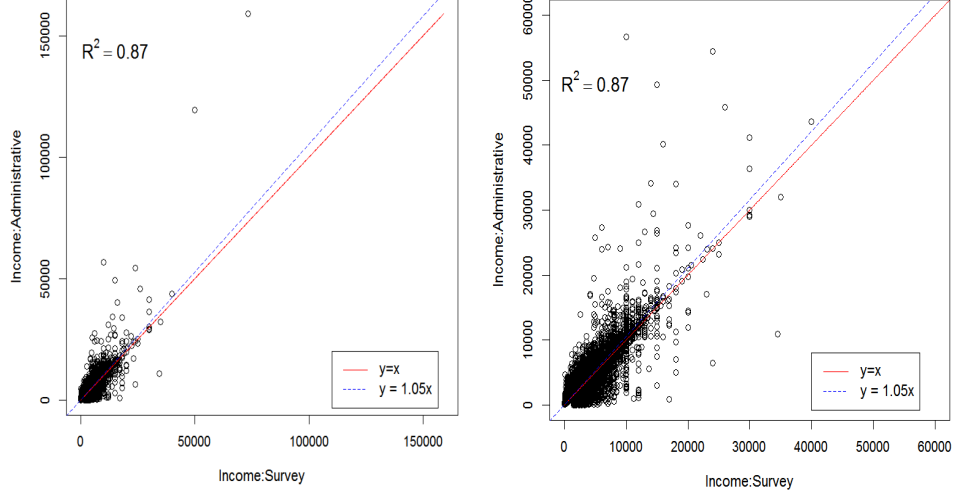 R² = 0.87
Income:Administrative
150000
100000
50000
0
0
50000
100000
150000
Income:Survey
y=x
y = 1.05x
R² = 0.87
Income:Administrative
60000
50000
40000
30000
20000
10000
0
0
10000
20000
30000
40000
50000
60000
Income:Survey
y=x
y = 1.05x